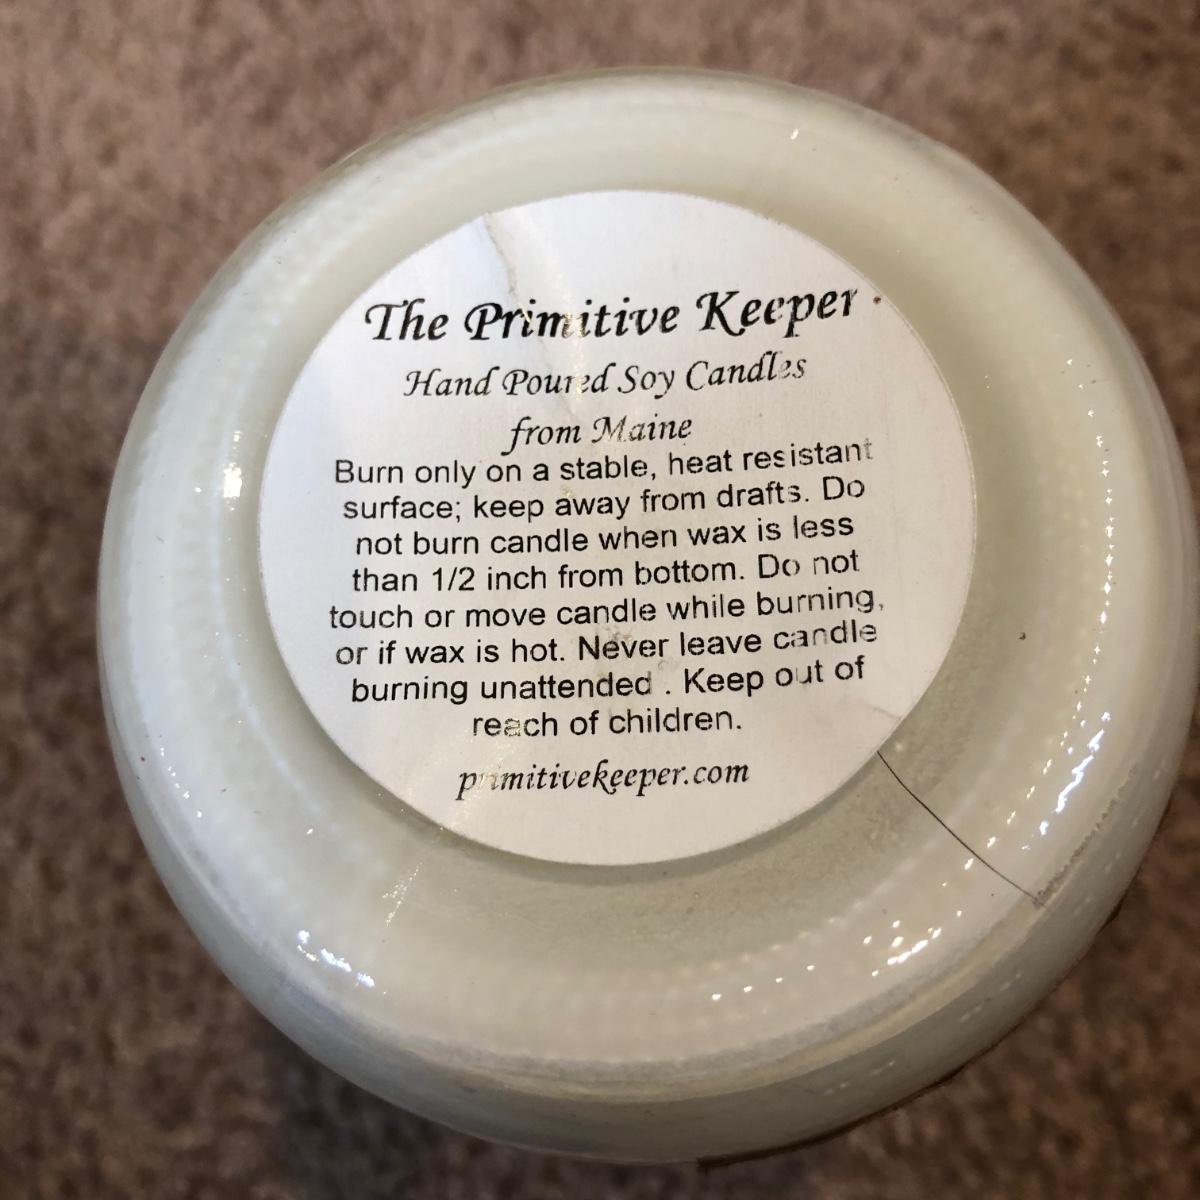 The Primitive Keeper
Hand Poured Soy Candles
from Maine
Burn only on a stable, heat resistant
surface; keep away from drafts. Do
not burn candle when wax is less
than 1/2 inch from bottom. Do not
touch or move candle while burning,
or if wax is hot. Never leave candle
burning unattended . Keep out of
reach of children.
primitivekeeper.com